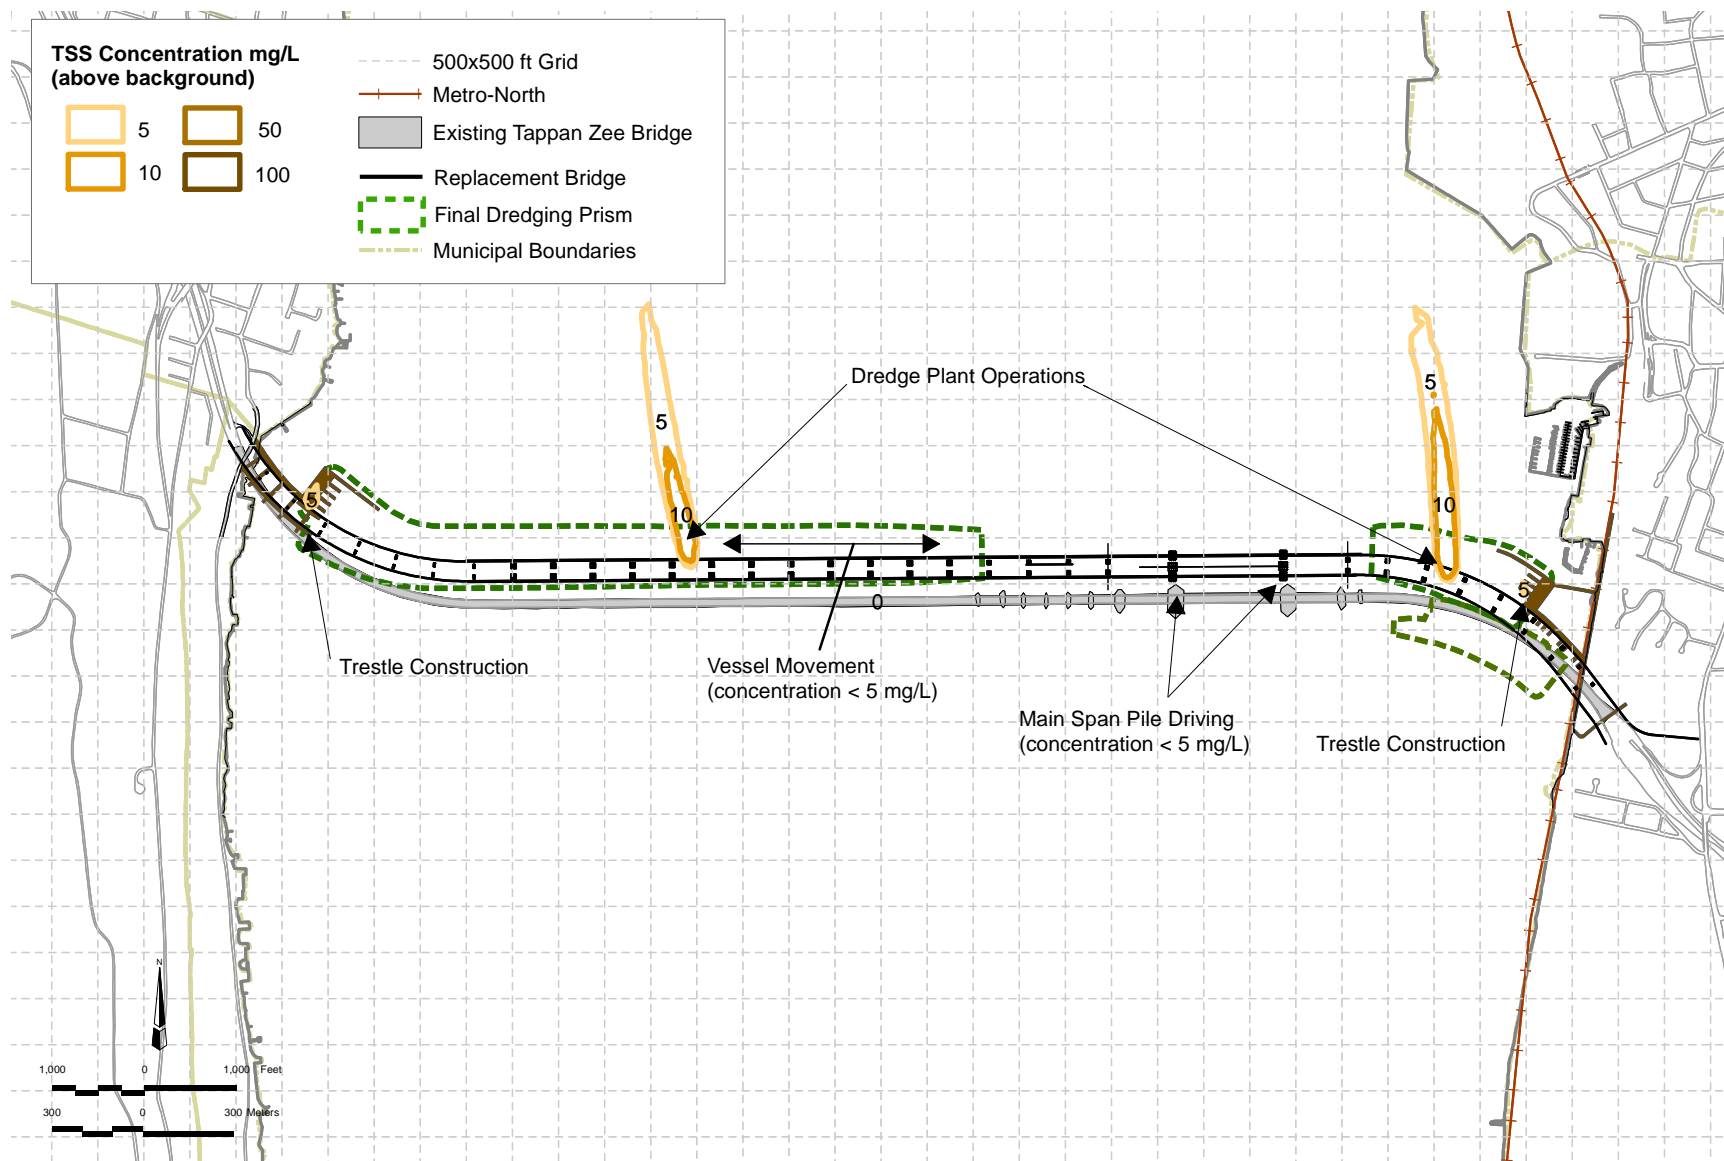 TSS Concentration mg/L
(above background)
5
50
10
100
500x500 ft Grid
Metro-North
Existing Tappan Zee Bridge
Replacement Bridge
Final Dredging Prism
Municipal Boundaries
Dredge Plant Operations
5
5
10
10
5
5
0
Trestle Construction
Vessel Movement
(concentration < 5 mg/L)
Main Span Pile Driving
(concentration < 5 mg/L)
Trestle Construction
N
1,000 0 1,000 Feet
300 0 300 Meters